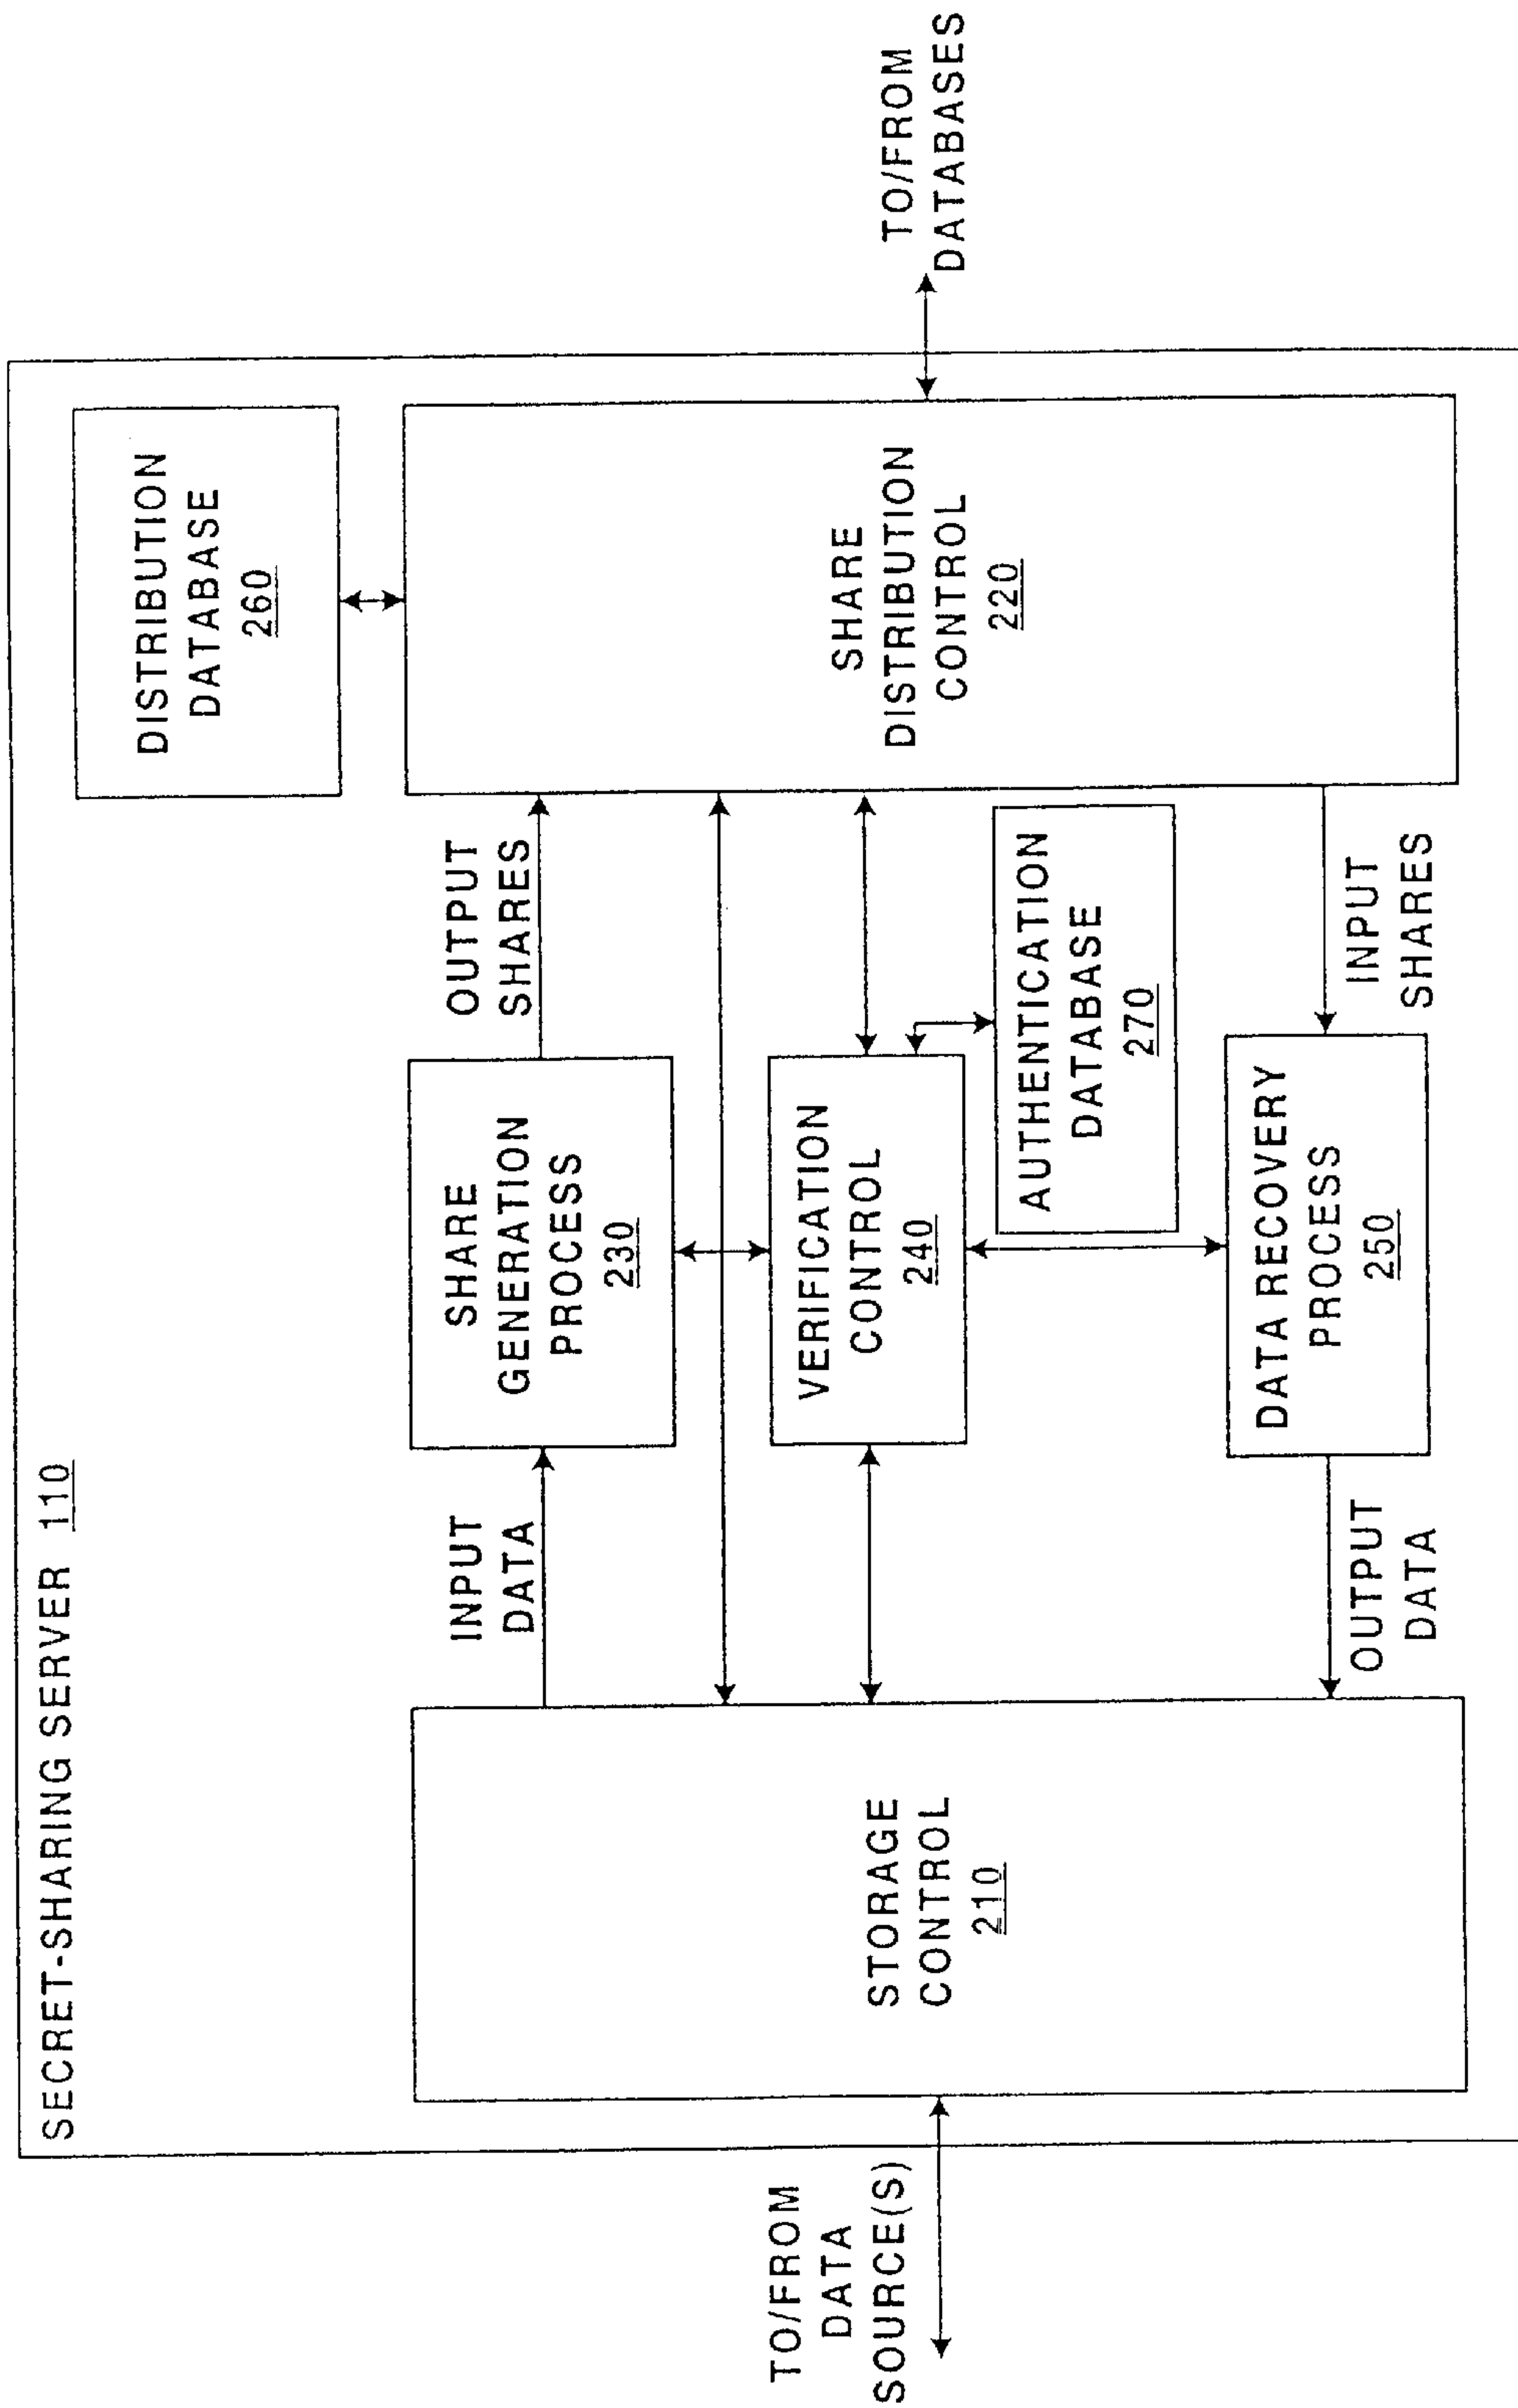 SECRET-SHARING SERVER 110
TO/FROM
DATA
SOURCE(S)
STORAGE
CONTROL
210
INPUT
DATA
SHARE
GENERATION
PROCESS
230
OUTPUT
SHARES
VERIFICATION
CONTROL
240
AUTHENTICATION
DATABASE
270
OUTPUT
DATA
DATA RECOVERY
PROCESS
250
INPUT
SHARES
DISTRIBUTION
DATABASE
260
SHARE
DISTRIBUTION
CONTROL
220
TO/FROM
DATABASES